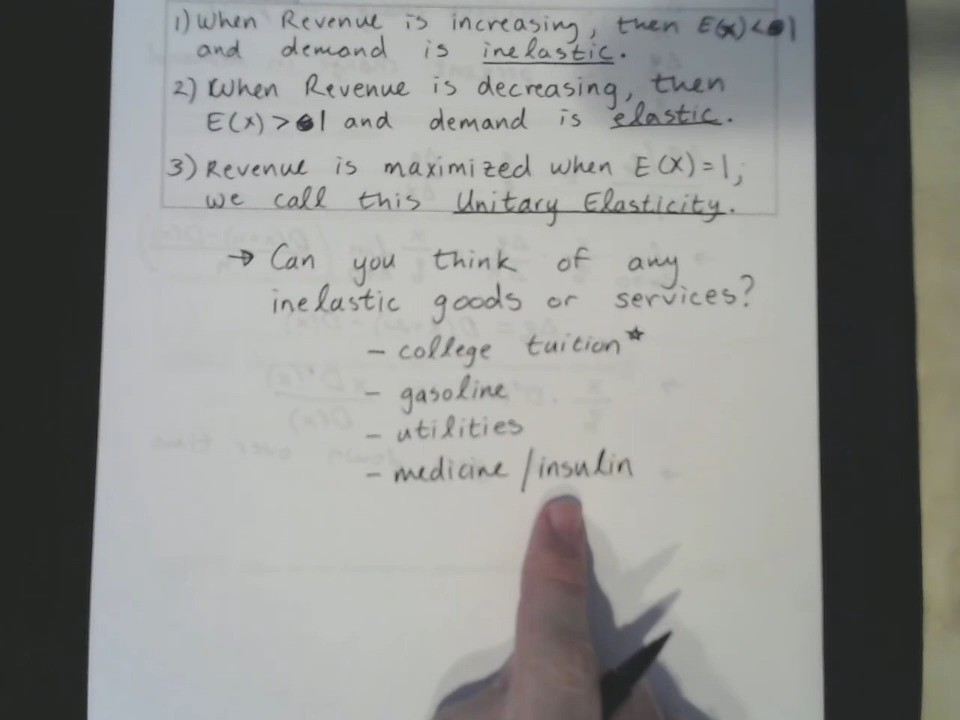 1) When Revenue is increasing, then E(x) < 1
and demand is inelastic.
2) When Revenue is decreasing, then
E(x) > 1 and demand is elastic.
3) Revenue is maximized when E(x) = 1,
we call this Unitary Elasticity.
→ Can you think of any
inelastic goods or services?
- college tuition*
- gasoline
- utilities
- medicine / insulin